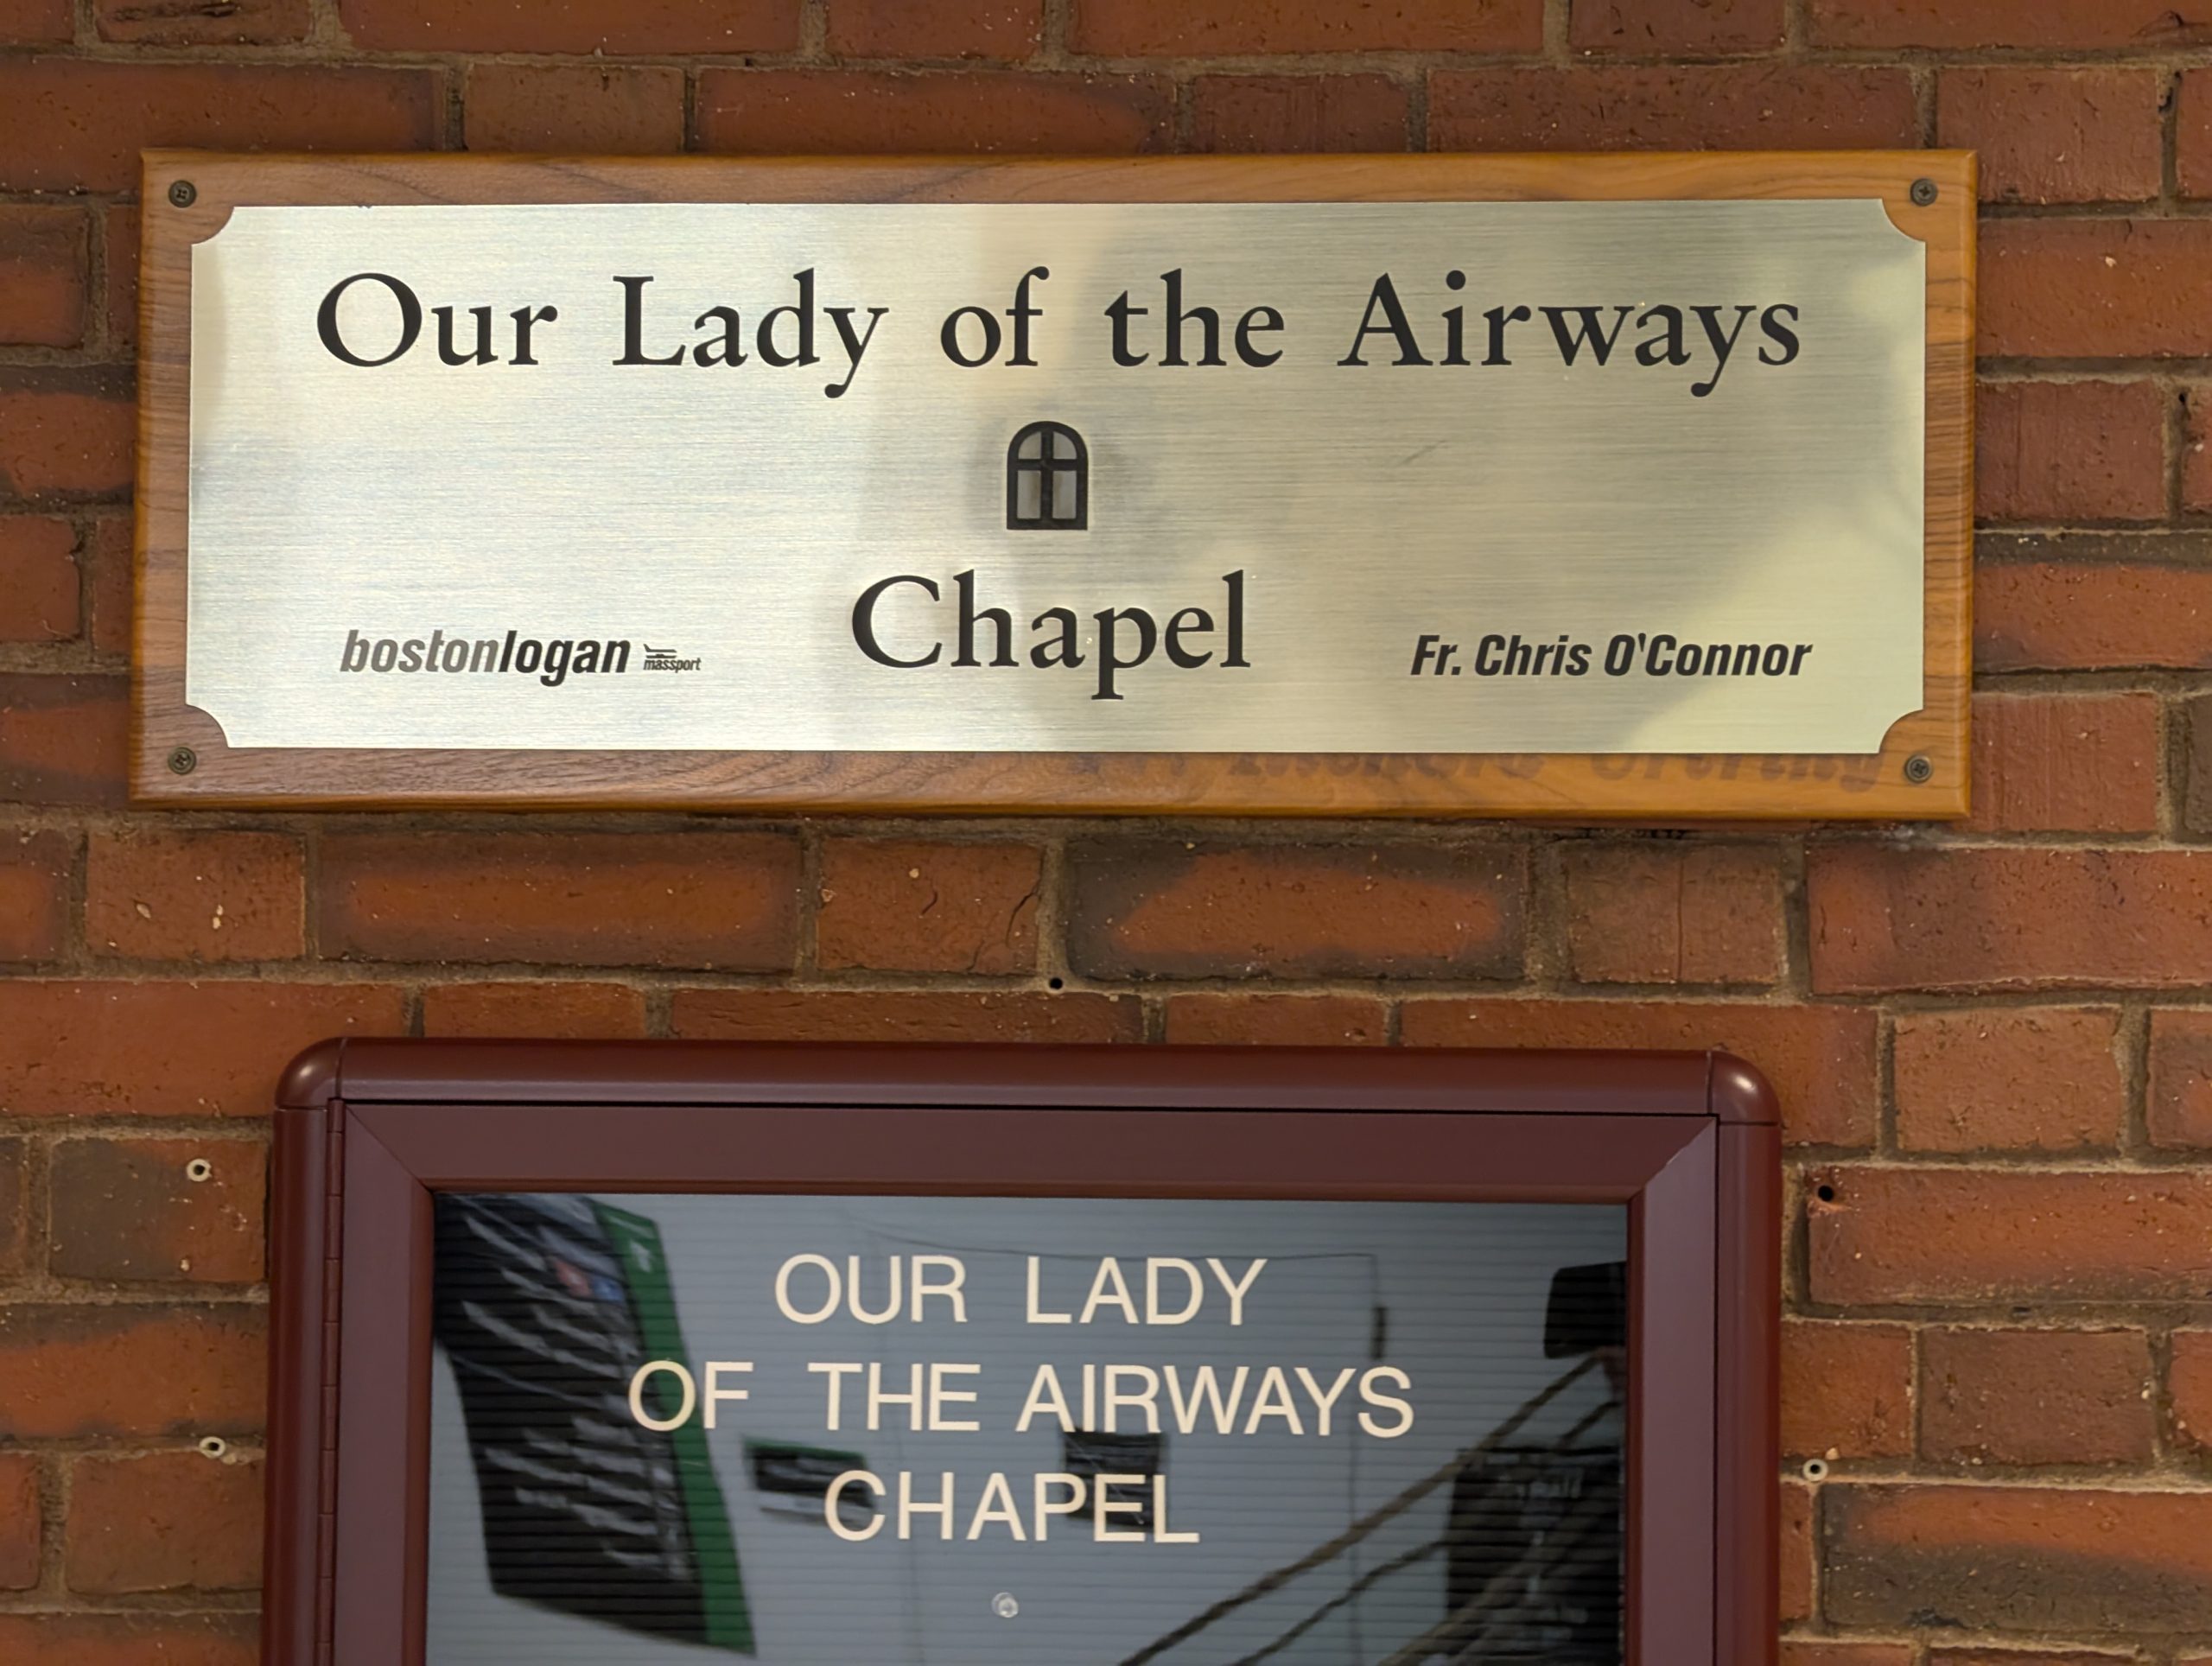 Our Lady of the Airways
Chapel
bostonlogan massport
Fr. Chris O'Connor
OUR LADY
OF THE AIRWAYS
CHAPEL